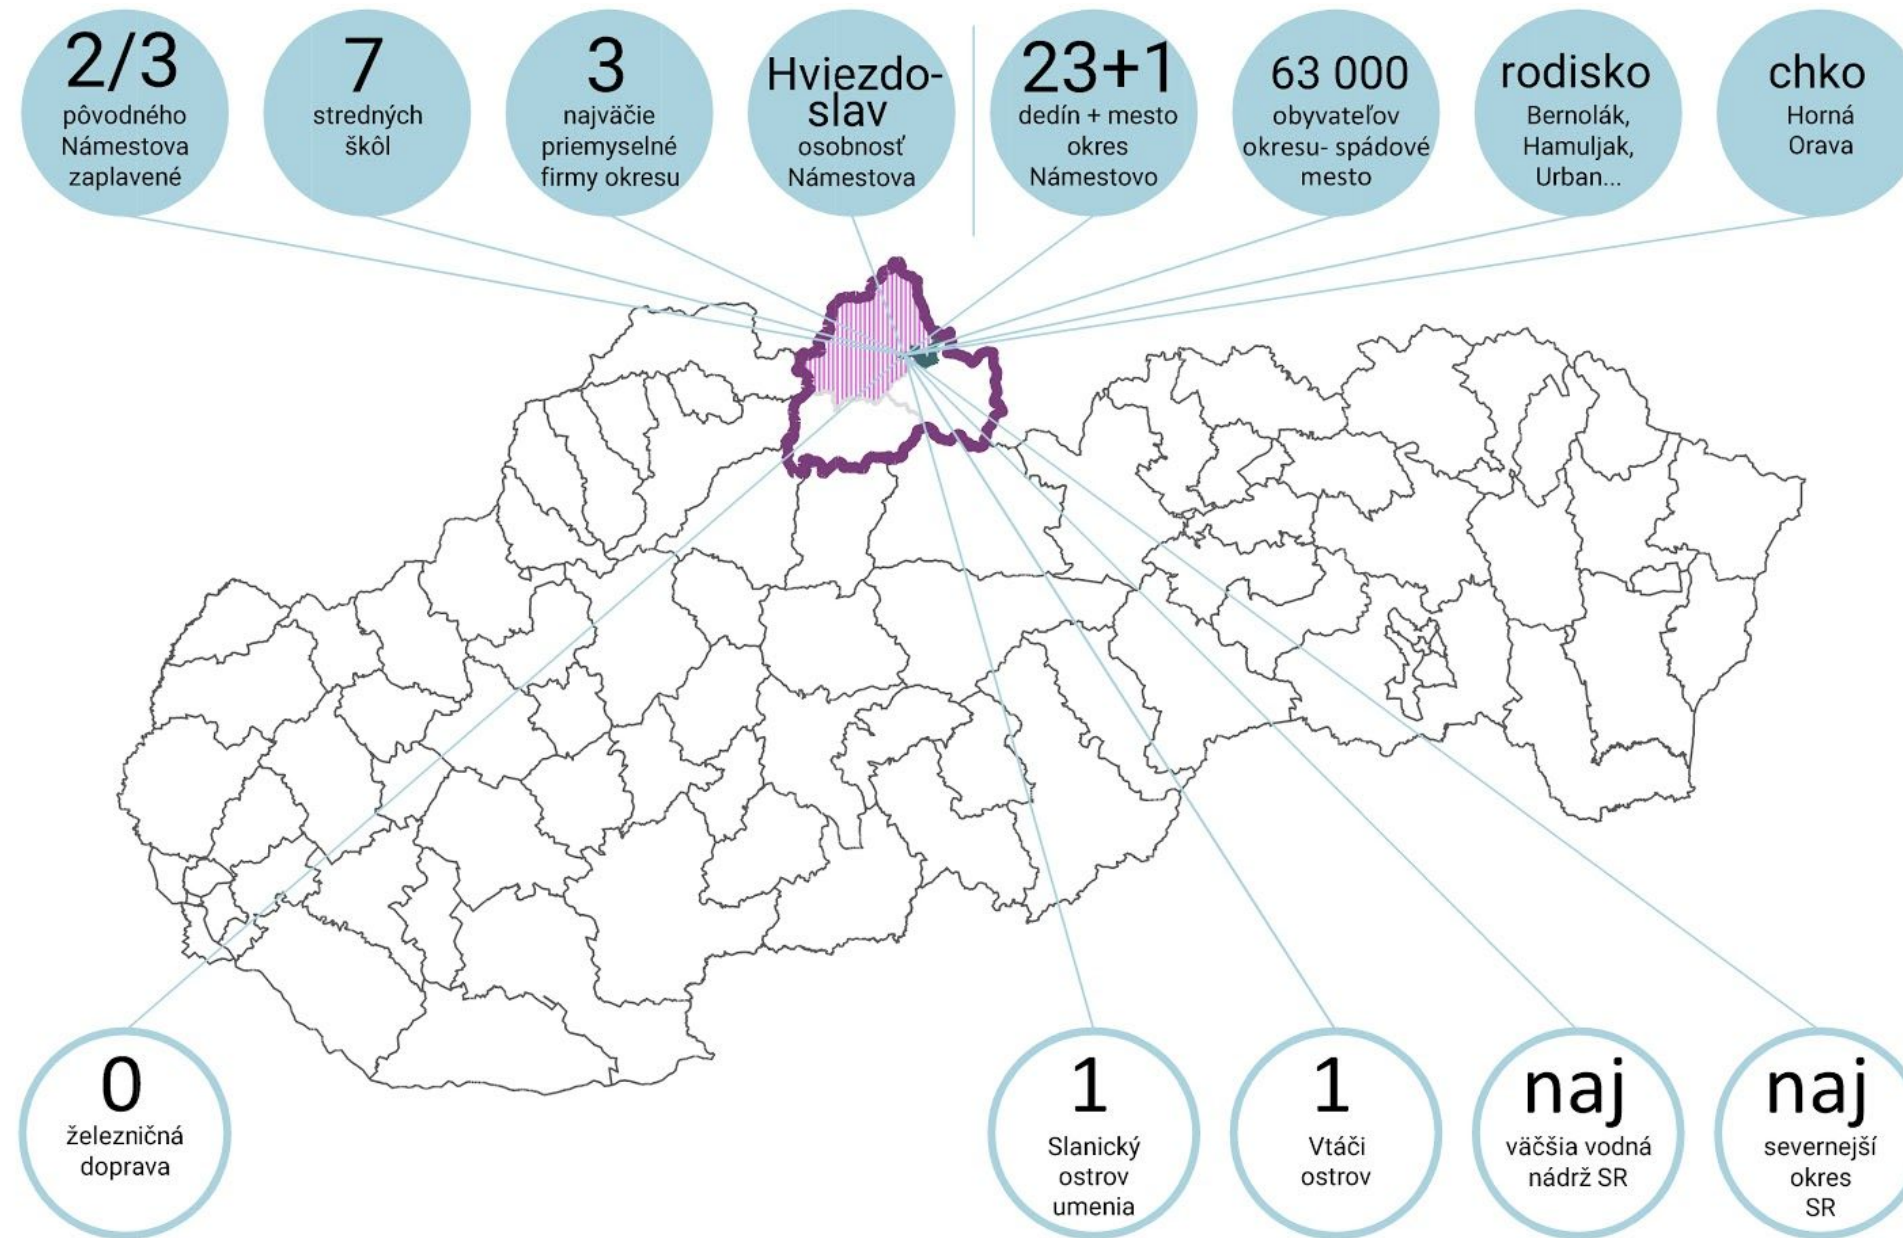 2/3
pôvodného
Námestova
zaplavené
7
stredných
škôl
3
najväčie
priemyselné
firmy okresu
Hviezdo-
slav
osobnosť
Námestova
23+1
dedín + mesto
okres
Námestovo
63 000
obyvateľov
okresu- spádové
mesto
rodisko
Bernolák,
Hamuljak,
Urban...
chko
Horná
Orava
0
železničná
doprava
1
Slanický
ostrov
umenia
1
Vtáči
ostrov
naj
väčšia vodná
nádrž SR
naj
severnejší
okres
SR